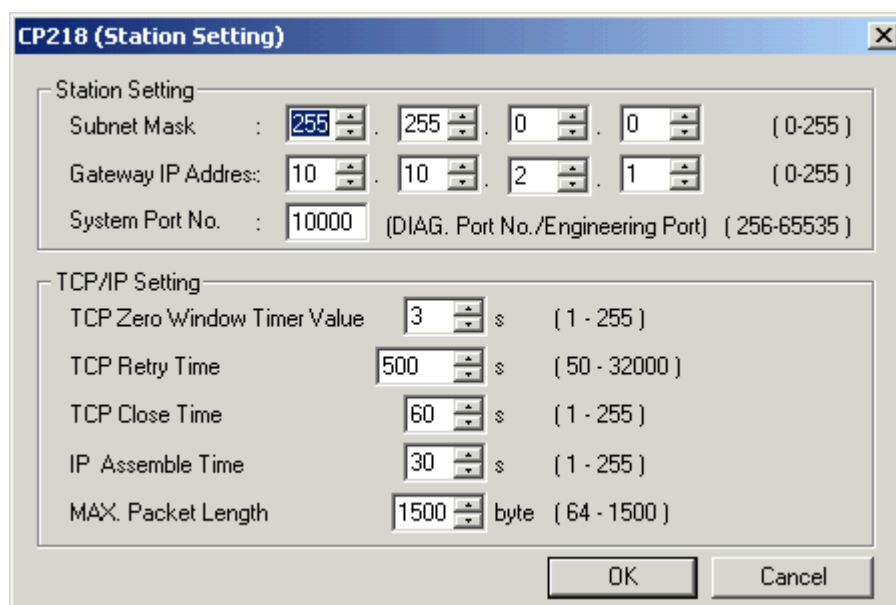 CP218 (Station Setting)
Station Setting
Subnet Mask : 255 . 255 . 0 . 0 ( 0-255 )
Gateway IP Addres: 10 . 10 . 2 . 1 ( 0-255 )
System Port No. : 10000 (DIAG. Port No./Engineering Port) ( 256-65535 )
TCP/IP Setting
TCP Zero Window Timer Value 3 s ( 1 - 255 )
TCP Retry Time 500 s ( 50 - 32000 )
TCP Close Time 60 s ( 1 - 255 )
IP Assemble Time 30 s ( 1 - 255 )
MAX. Packet Length 1500 byte ( 64 - 1500 )
OK Cancel